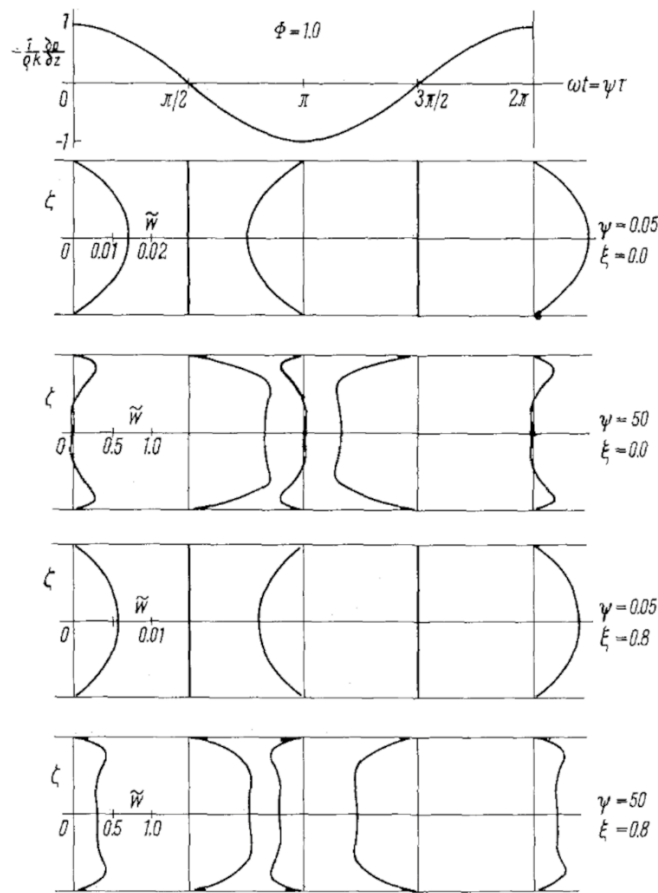 1
Φ = 1.0
-1/ρk ∂p/∂z
0
π/2
π
3π/2
2π
ωt = ψτ
-1
ζ
w̃
0
0.01
0.02
ψ = 0.05
ξ = 0.0
ζ
w̃
0
0.5
1.0
ψ = 50
ξ = 0.0
ζ
w̃
0
0.01
ψ = 0.05
ξ = 0.8
ζ
w̃
0
0.5
1.0
ψ = 50
ξ = 0.8